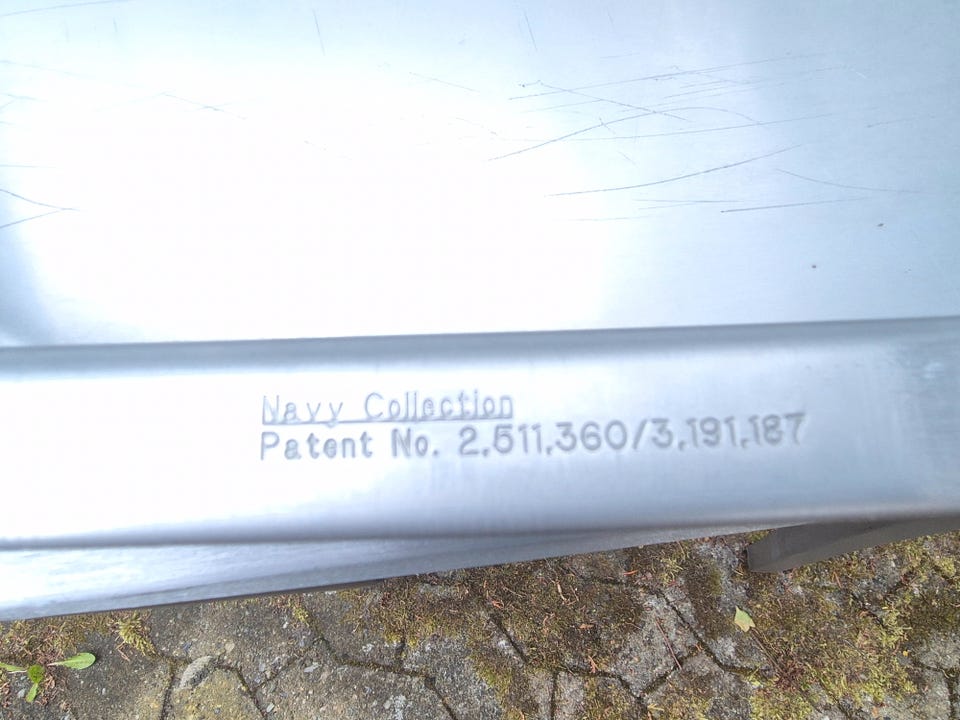 Navy Collection
Patent No. 2,511,360/3,191,187